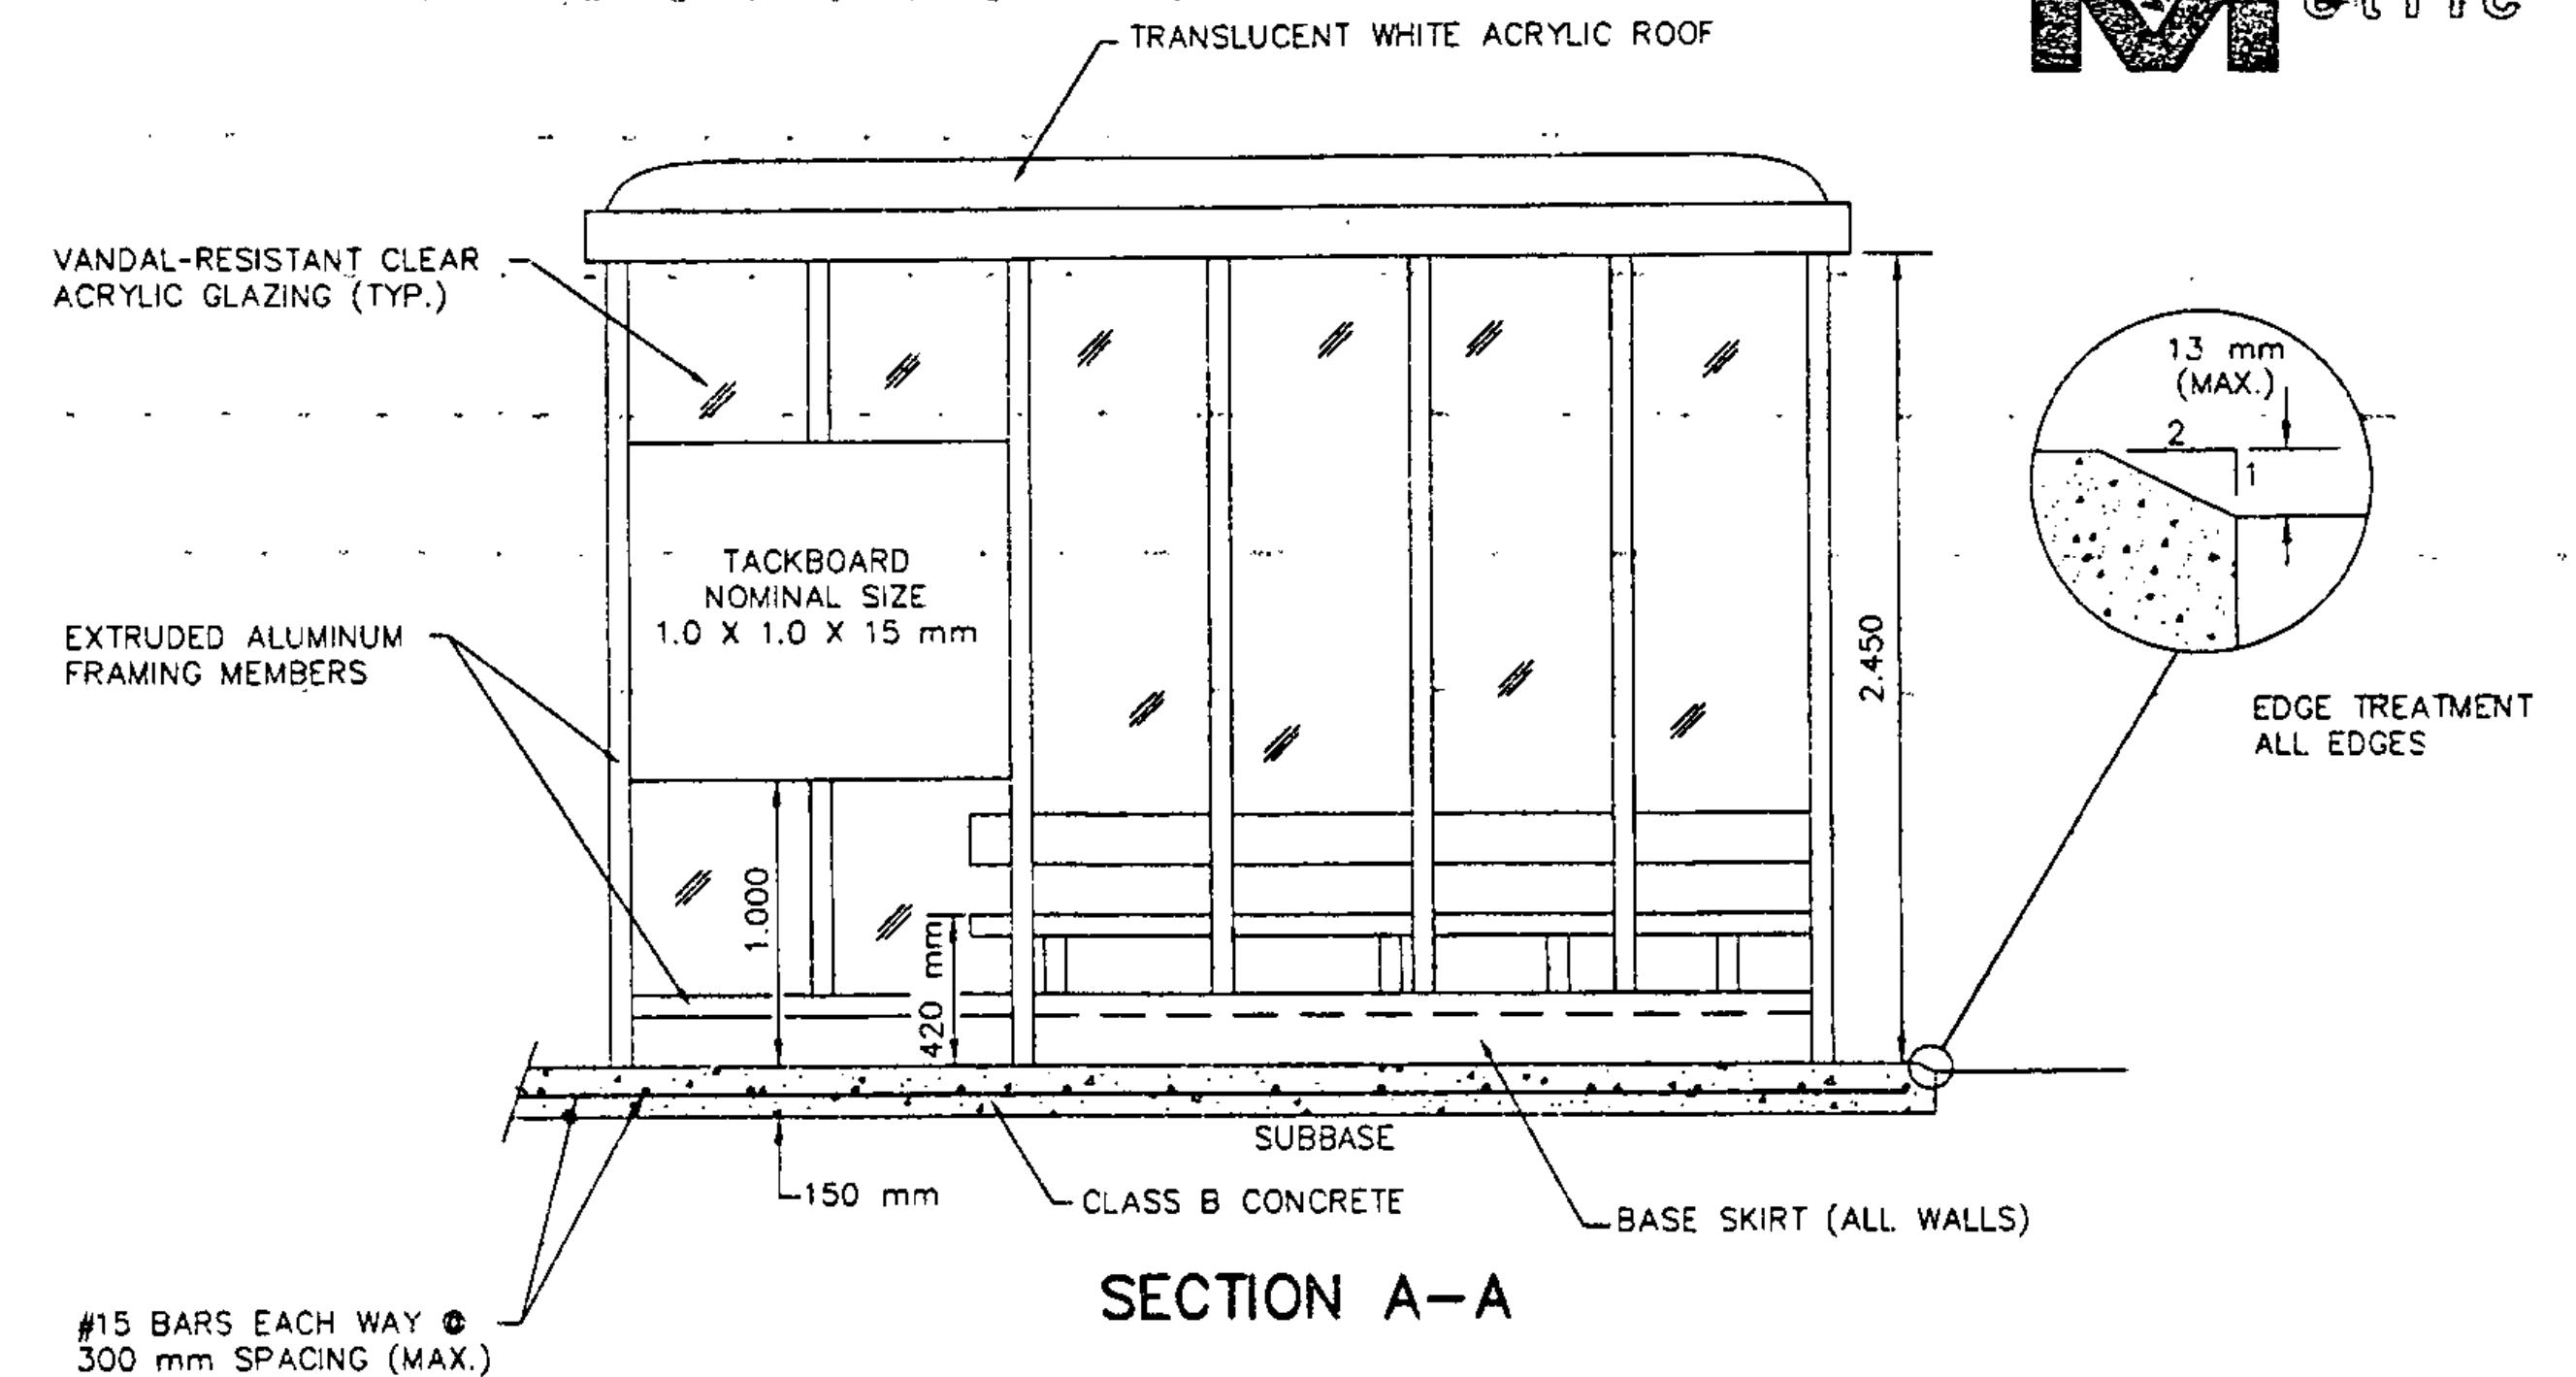 Metric
TRANSLUCENT WHITE ACRYLIC ROOF
VANDAL-RESISTANT CLEAR
ACRYLIC GLAZING (TYP.)
13 mm
(MAX.)
2
1
TACKBOARD
NOMINAL SIZE
1.0 X 1.0 X 15 mm
EXTRUDED ALUMINUM
FRAMING MEMBERS
2.450
EDGE TREATMENT
ALL EDGES
1.000
420 mm
SUBBASE
150 mm
CLASS B CONCRETE
BASE SKIRT (ALL WALLS)
SECTION A-A
#15 BARS EACH WAY @
300 mm SPACING (MAX.)